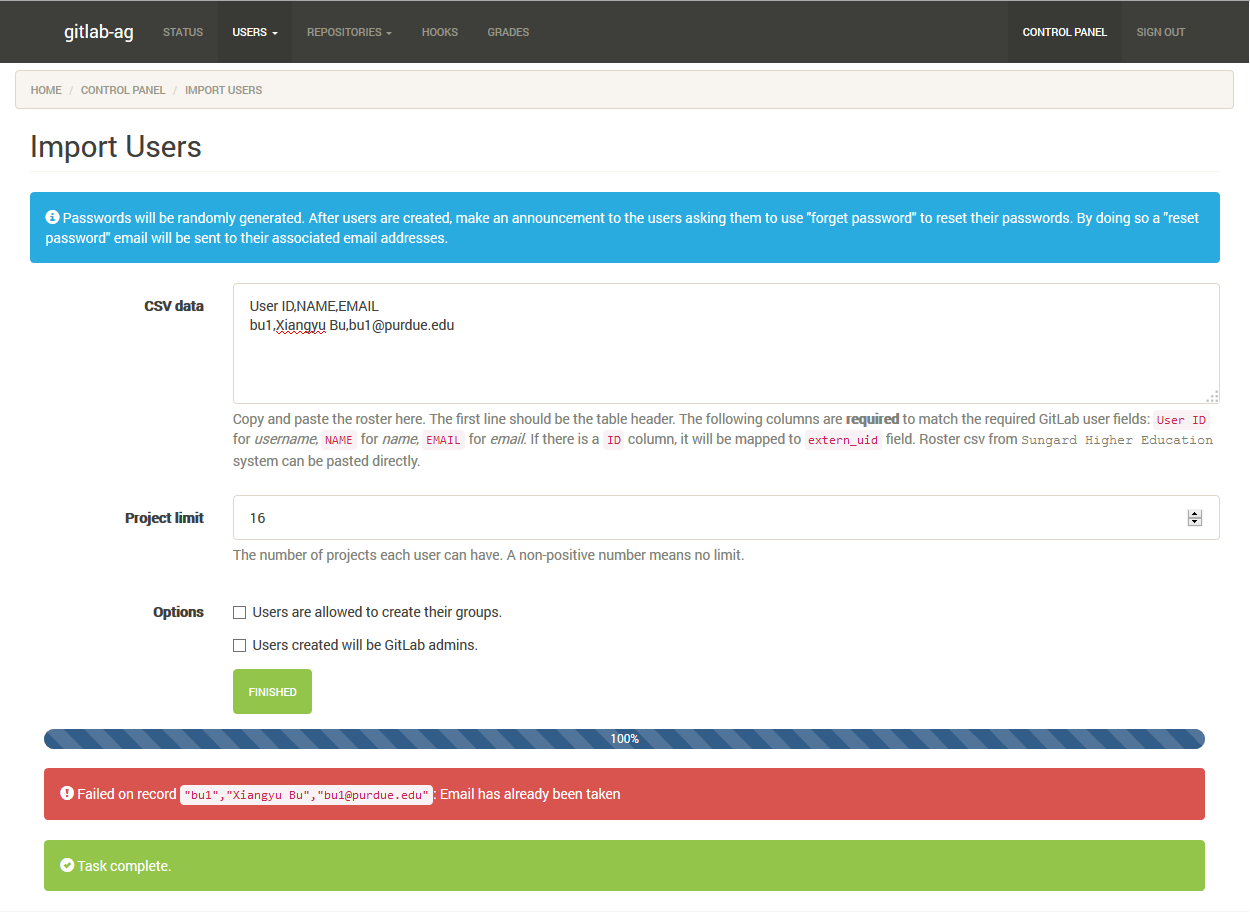 gitlab-ag STATUS USERS REPOSITORIES HOOKS GRADES CONTROL PANEL SIGN OUT
HOME / CONTROL PANEL / IMPORT USERS
Import Users
Passwords will be randomly generated. After users are created, make an announcement to the users asking them to use "forget password" to reset their passwords. By doing so a "reset
password" email will be sent to their associated email addresses.
CSV data
User ID,NAME,EMAIL
bu1,Xiangyu Bu,bu1@purdue.edu
Copy and paste the roster here. The first line should be the table header. The following columns are required to match the required GitLab user fields: User ID
for username, NAME for name, EMAIL for email. If there is a ID column, it will be mapped to extern_uid field. Roster csv from Sungard Higher Education
system can be pasted directly.
Project limit
16
The number of projects each user can have. A non-positive number means no limit.
Options
Users are allowed to create their groups.
Users created will be GitLab admins.
FINISHED
100%
Failed on record "bu1","Xiangyu Bu","bu1@purdue.edu": Email has already been taken
Task complete.